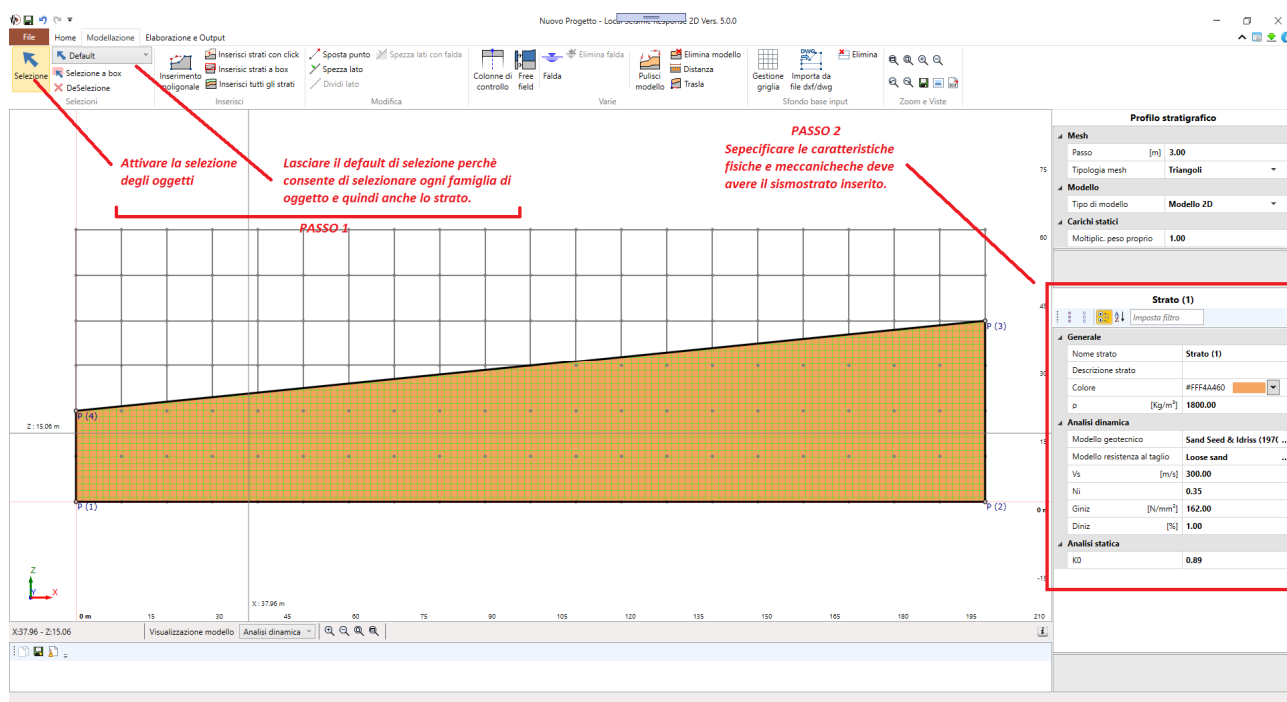 Nuovo Progetto - Local Seismic Response 2D Vers. 5.0.0
File Home Modellazione Elaborazione e Output
Selezione
Default
Selezione a box
DeSelezione
Selezioni
Inserimento
poligonale
Inserisci strati con click
Inserisic strati a box
Inserisci tutti gli strati
Inserisci
Sposta punto
Spezza lato
Dividi lato
Spezza lati con falda
Modifica
Colonne di
controllo
Free
field
Falda
Elimina falda
Pulisci
modello
Elimina modello
Distanza
Trasla
Varie
Gestione
griglia
DWG
Importa da
file dxf/dwg
Elimina
Sfondo base input
Zoom e Viste
Attivare la selezione
degli oggetti
Lasciare il default di selezione perchè
consente di selezionare ogni famiglia di
oggetto e quindi anche lo strato.
PASSO 1
PASSO 2
Sepecificare le caratteristiche
fisiche e meccanicheche deve
avere il sismostrato inserito.
75
60
45
30
15
0 m
-15
P (3)
P (4)
P (1)
P (2)
Z : 15.06 m
X : 37.96 m
Z
Y
X
0 m 15 30 45 60 75 90 105 120 135 150 165 180 195 210
X:37.96 - Z:15.06
Visualizzazione modello Analisi dinamica
Profilo stratigrafico
Mesh
Passo [m] 3.00
Tipologia mesh Triangoli
Modello
Tipo di modello Modello 2D
Carichi statici
Moltiplic. peso proprio 1.00
Strato (1)
Imposta filtro
Generale
Nome strato Strato (1)
Descrizione strato
Colore #FFF4A460
ρ [Kg/m³] 1800.00
Analisi dinamica
Modello geotecnico Sand Seed & Idriss (197( ...
Modello resistenza al taglio Loose sand ...
Vs [m/s] 300.00
Ni 0.35
Giniz [N/mm²] 162.00
Diniz [%] 1.00
Analisi statica
K0 0.89